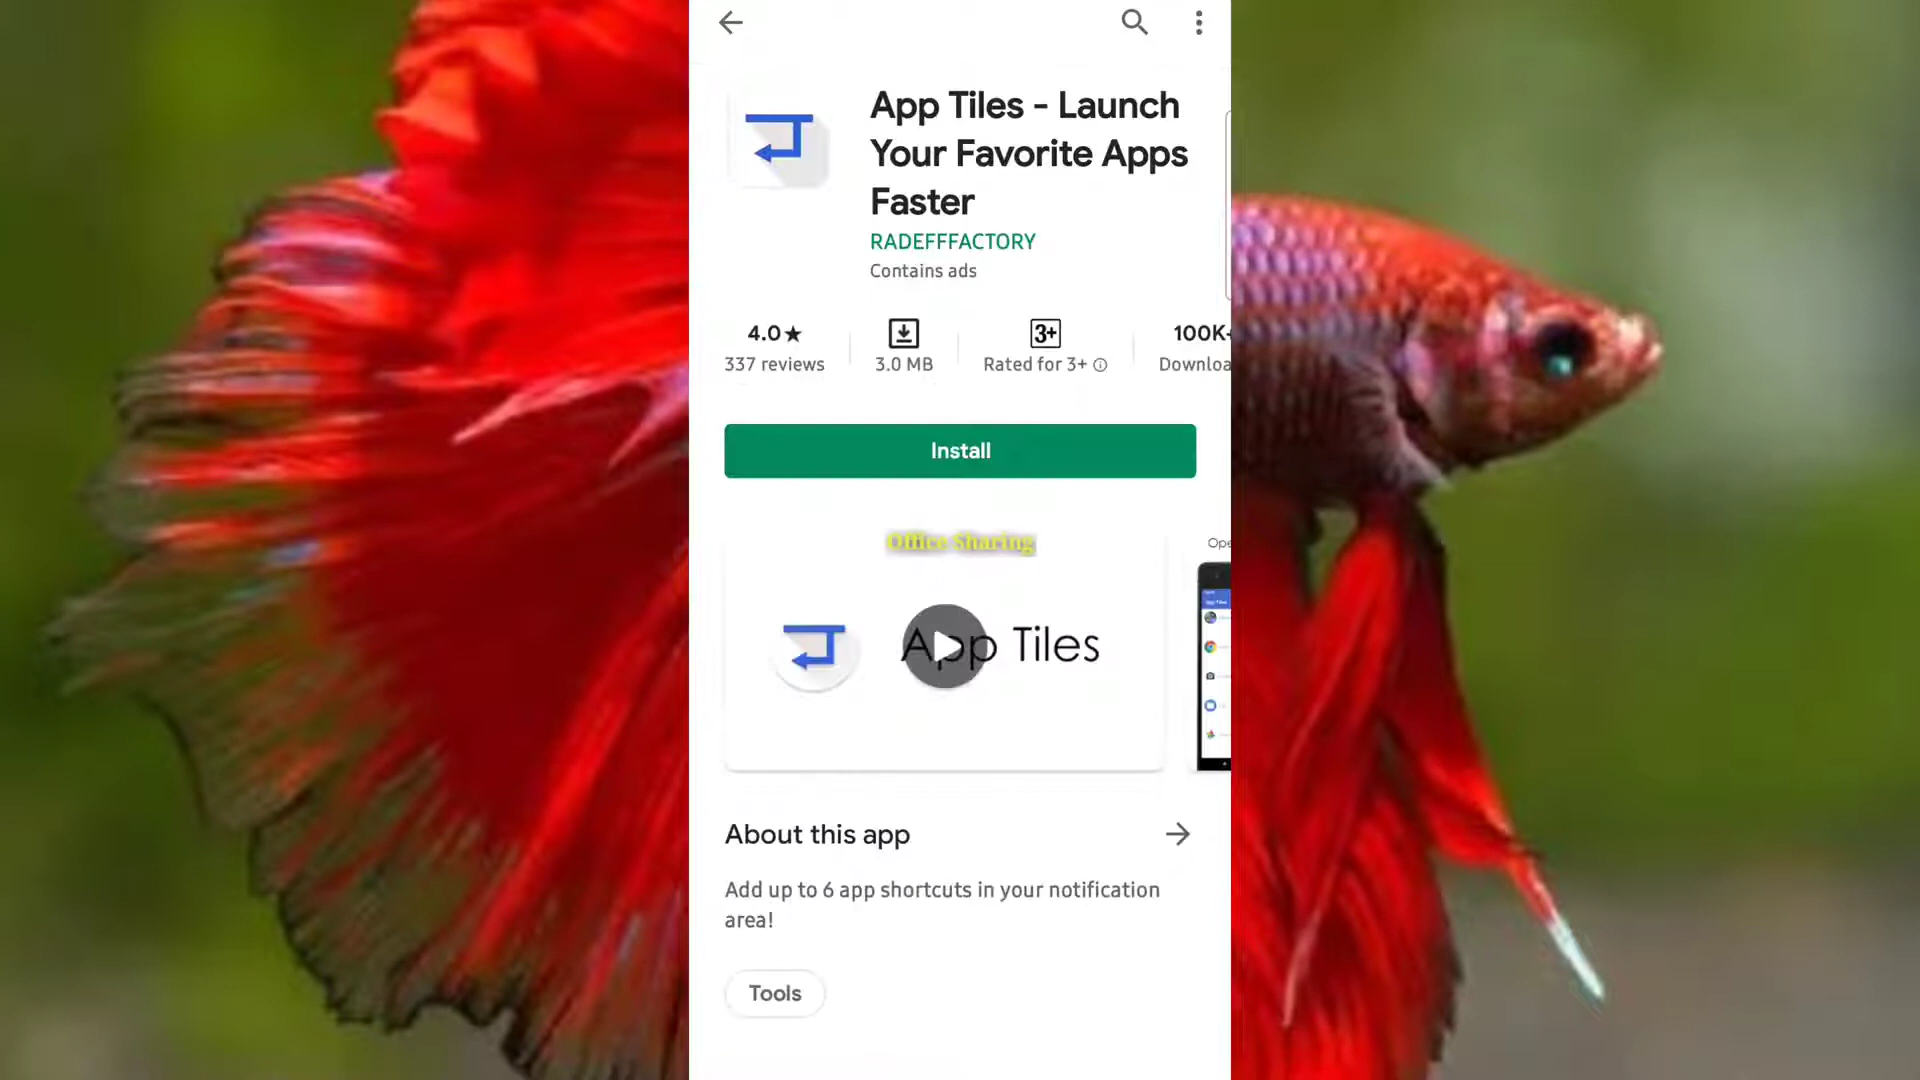 App Tiles - Launch
Your Favorite Apps
Faster
RADEFFFACTORY
Contains ads
4.0★
3+
100K+
337 reviews
3.0 MB
Rated for 3+
Office Sharing
App Tiles
About this app
Add up to 6 app shortcuts in your notification
area!
Tools
Install